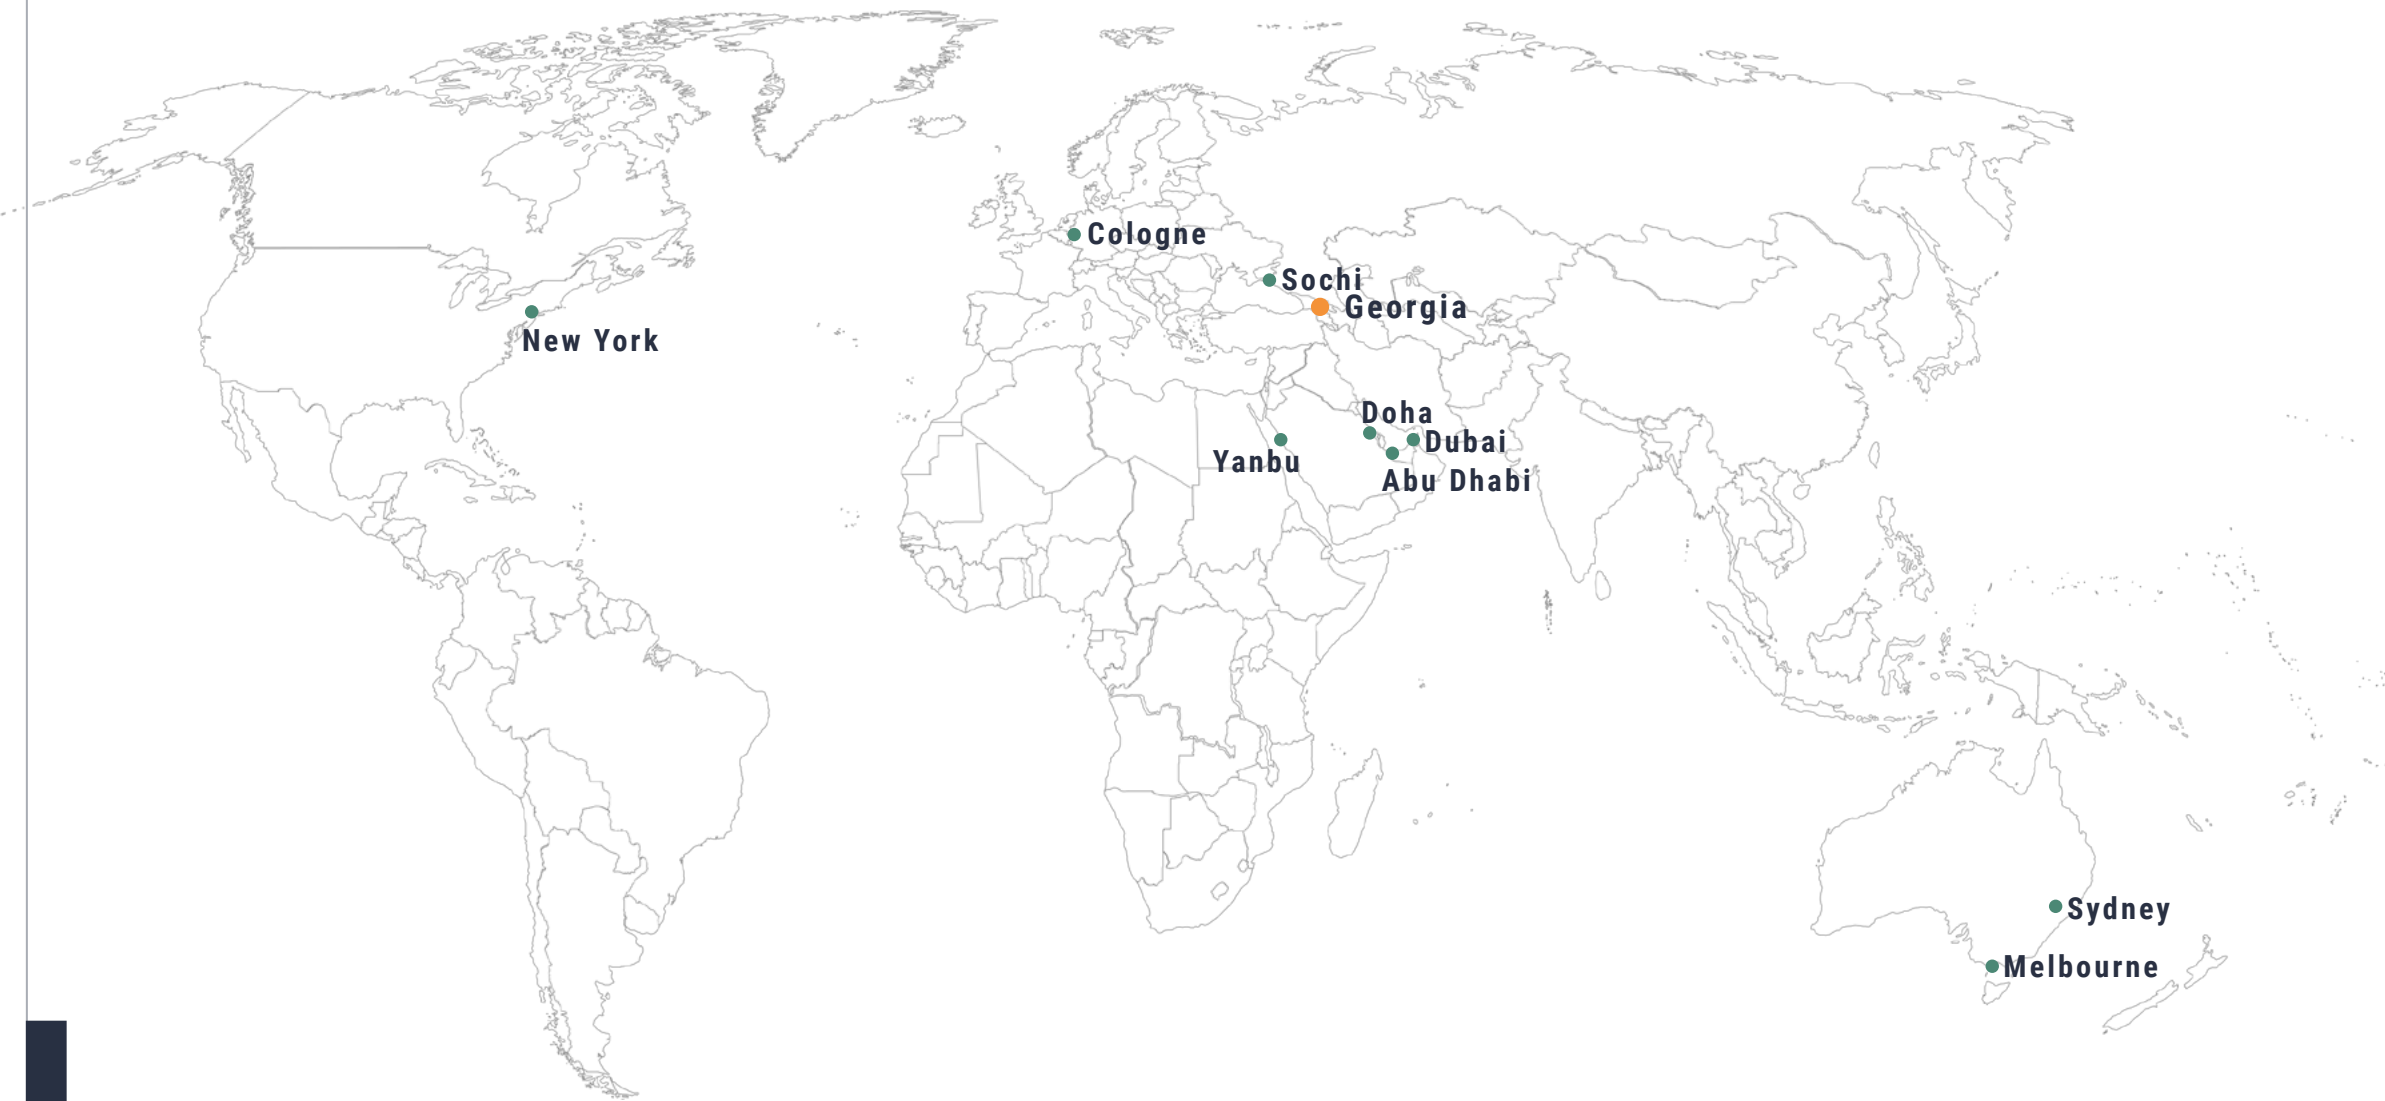 Cologne
Sochi
Georgia
New York
Doha
Dubai
Yanbu
Abu Dhabi
Sydney
Melbourne